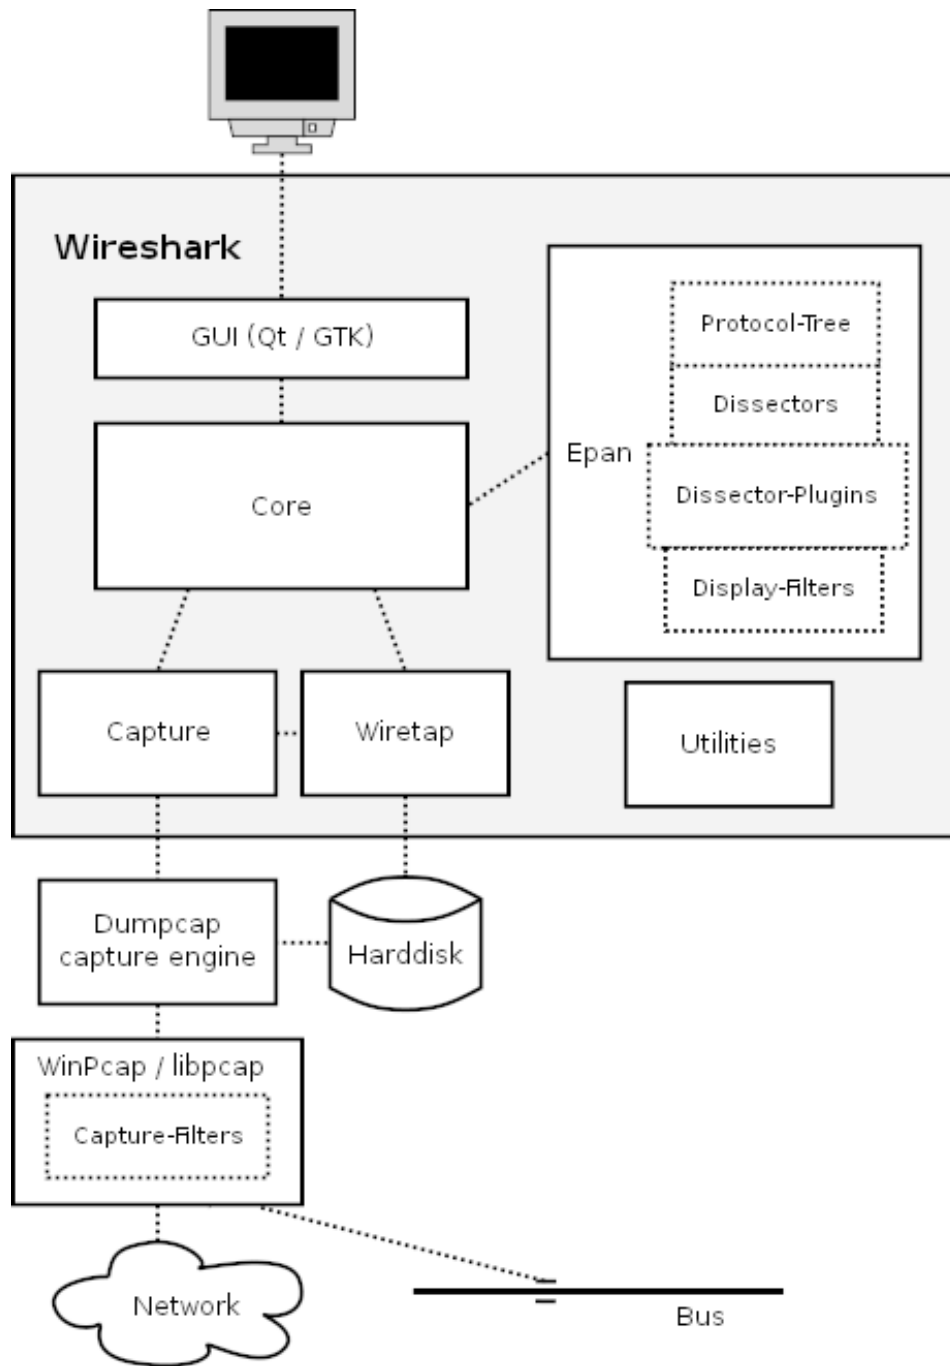 Wireshark
GUI (Qt / GTK)
Protocol-Tree
Dissectors
Epan
Dissector-Plugins
Core
Display-Filters
Capture
Wiretap
Utilities
Dumpcap
capture engine
Harddisk
WinPcap / libpcap
Capture-Filters
Network
Bus